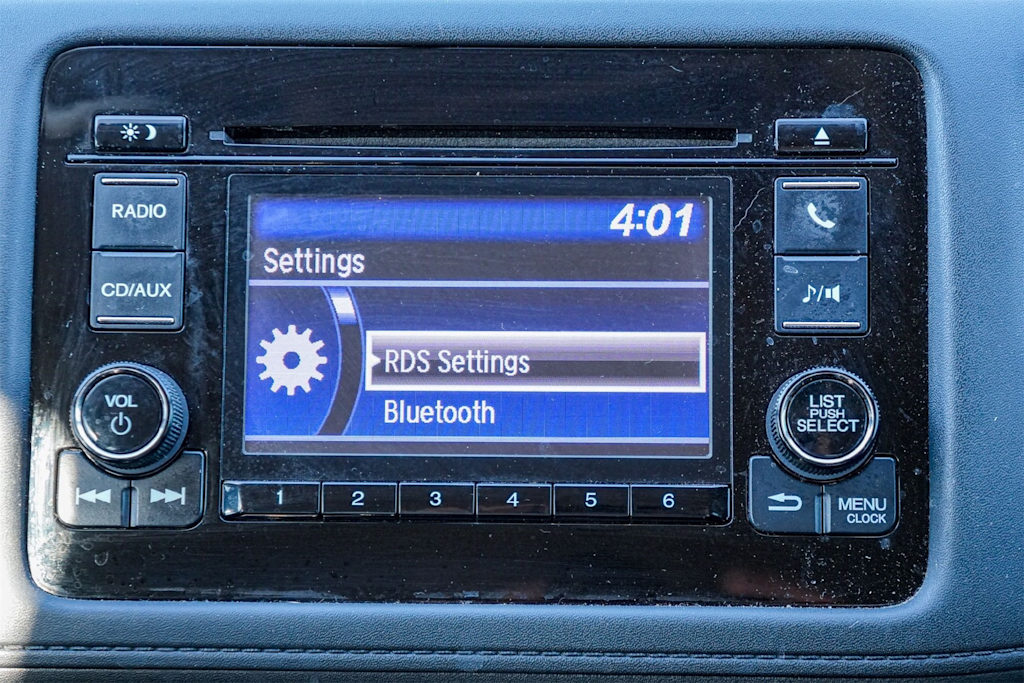 RADIO
CD/AUX
VOL
4:01
Settings
RDS Settings
Bluetooth
1 2 3 4 5 6
LIST
PUSH
SELECT
MENU
CLOCK